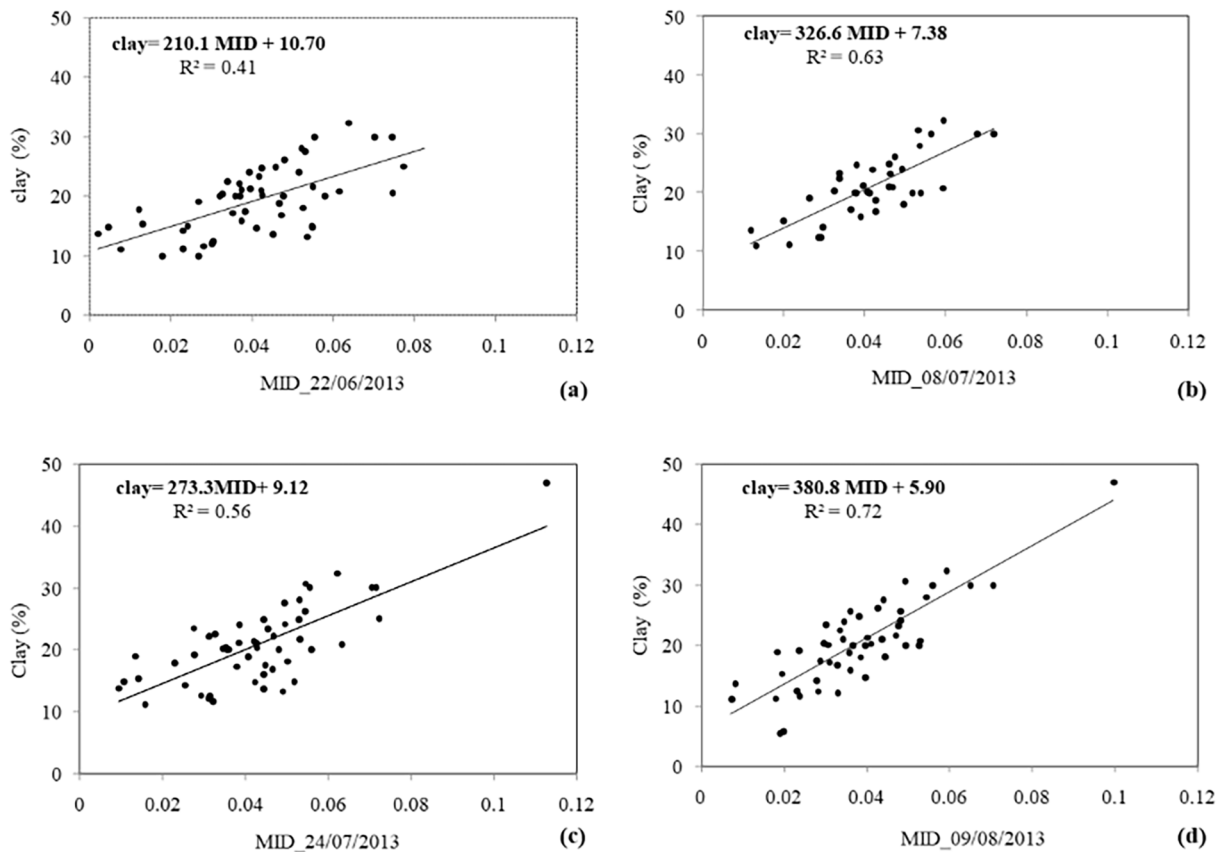 clay= 210.1 MID + 10.70
R² = 0.41
50
40
30
20
10
0
clay (%)
0 0.02 0.04 0.06 0.08 0.1 0.12
MID_22/06/2013
(a)
clay= 326.6 MID + 7.38
R² = 0.63
50
40
30
20
10
0
Clay ( %)
0 0.02 0.04 0.06 0.08 0.1 0.12
MID_08/07/2013
(b)
clay= 273.3MID+ 9.12
R² = 0.56
50
40
30
20
10
0
Clay (%)
0 0.02 0.04 0.06 0.08 0.1 0.12
MID_24/07/2013
(c)
clay= 380.8 MID + 5.90
R² = 0.72
50
40
30
20
10
0
Clay (%)
0 0.02 0.04 0.06 0.08 0.1 0.12
MID_09/08/2013
(d)